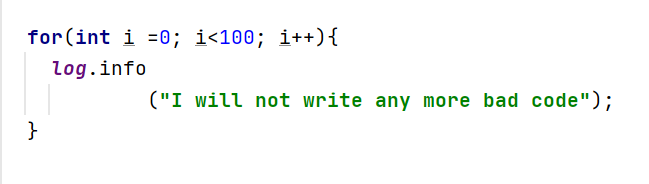 for(int i =0; i<100; i++){
log.info
("I will not write any more bad code");
}